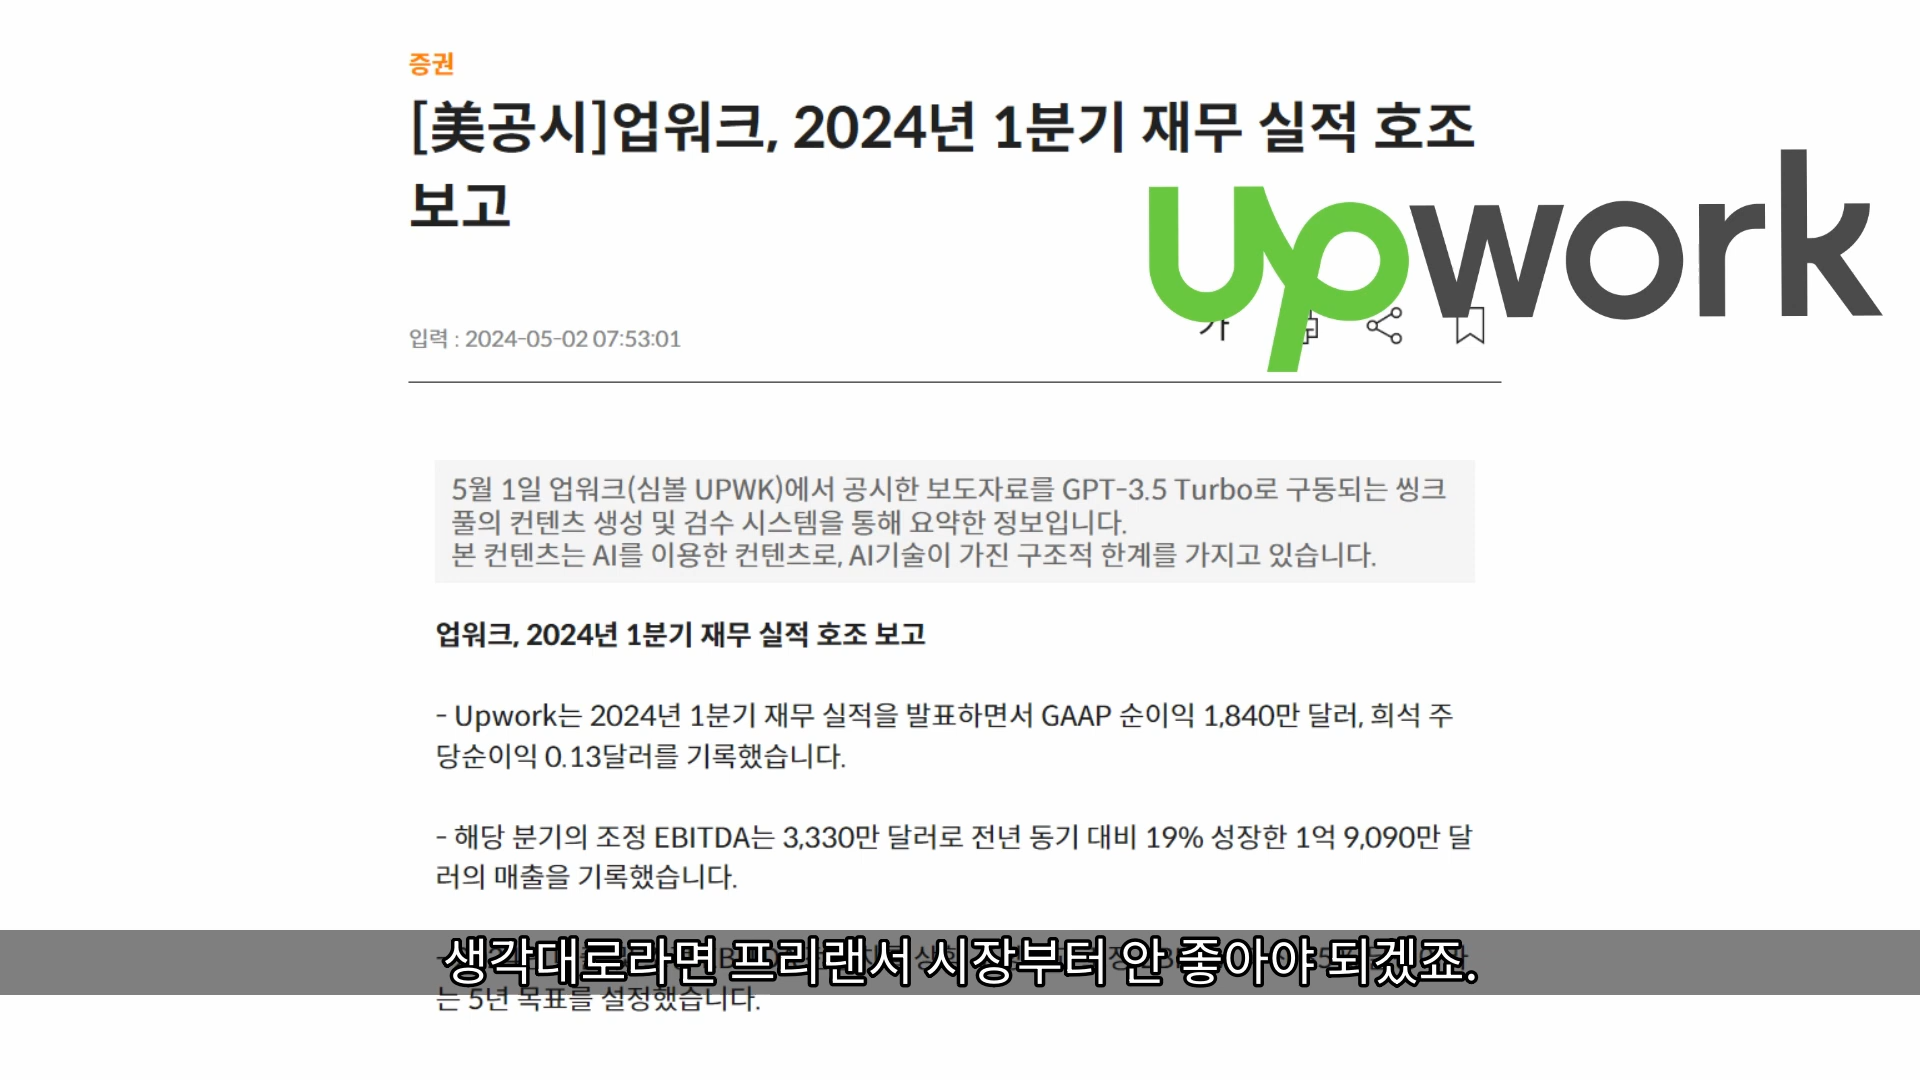 증권
[美공시]업워크, 2024년 1분기 재무 실적 호조
보고
upwork
입력 : 2024-05-02 07:53:01
가
5월 1일 업워크(심볼 UPWK)에서 공시한 보도자료를 GPT-3.5 Turbo로 구동되는 씽크
풀의 컨텐츠 생성 및 검수 시스템을 통해 요약한 정보입니다.
본 컨텐츠는 AI를 이용한 컨텐츠로, AI기술이 가진 구조적 한계를 가지고 있습니다.
업워크, 2024년 1분기 재무 실적 호조 보고
- Upwork는 2024년 1분기 재무 실적을 발표하면서 GAAP 순이익 1,840만 달러, 희석 주
당순이익 0.13달러를 기록했습니다.
- 해당 분기의 조정 EBITDA는 3,330만 달러로 전년 동기 대비 19% 성장한 1억 9,090만 달
러의 매출을 기록했습니다.
생각대로라면 프리랜서 시장부터 안 좋아야 되겠죠.
는 5년 목표를 설정했습니다.